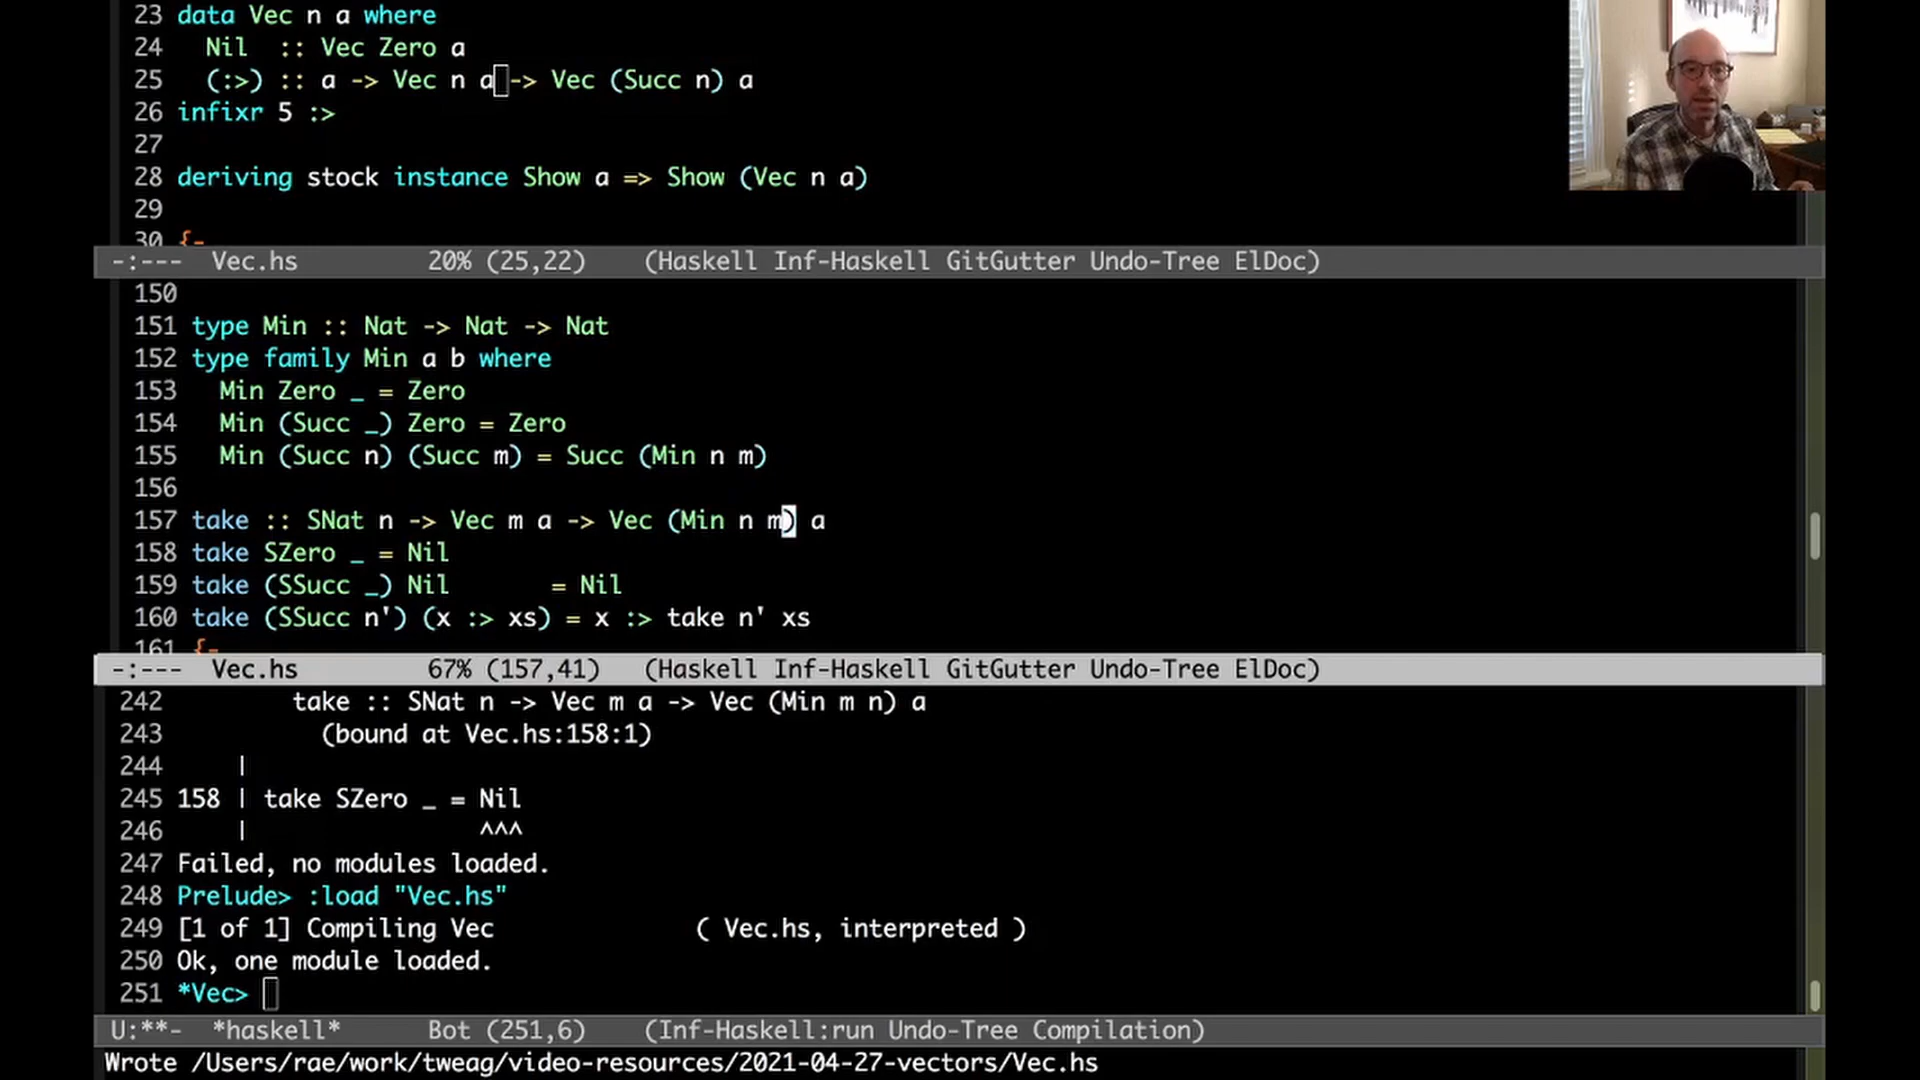 23 data Vec n a where
24   Nil  :: Vec Zero a
25   (:>) :: a -> Vec n a -> Vec (Succ n) a
26 infixr 5 :>
27
28 deriving stock instance Show a => Show (Vec n a)
29
30 {-
-:---  Vec.hs         20% (25,22)    (Haskell Inf-Haskell GitGutter Undo-Tree ElDoc)
150
151 type Min :: Nat -> Nat -> Nat
152 type family Min a b where
153   Min Zero _ = Zero
154   Min (Succ _) Zero = Zero
155   Min (Succ n) (Succ m) = Succ (Min n m)
156
157 take :: SNat n -> Vec m a -> Vec (Min n m) a
158 take SZero _ = Nil
159 take (SSucc _) Nil       = Nil
160 take (SSucc n') (x :> xs) = x :> take n' xs
161 {-
-:---  Vec.hs         67% (157,41)   (Haskell Inf-Haskell GitGutter Undo-Tree ElDoc)
242         take :: SNat n -> Vec m a -> Vec (Min m n) a
243           (bound at Vec.hs:158:1)
244     |
245 158 | take SZero _ = Nil
246     |                ^^^
247 Failed, no modules loaded.
248 Prelude> :load "Vec.hs"
249 [1 of 1] Compiling Vec              ( Vec.hs, interpreted )
250 Ok, one module loaded.
251 *Vec>
U:**-  *haskell*      Bot (251,6)    (Inf-Haskell:run Undo-Tree Compilation)
Wrote /Users/rae/work/tweag/video-resources/2021-04-27-vectors/Vec.hs